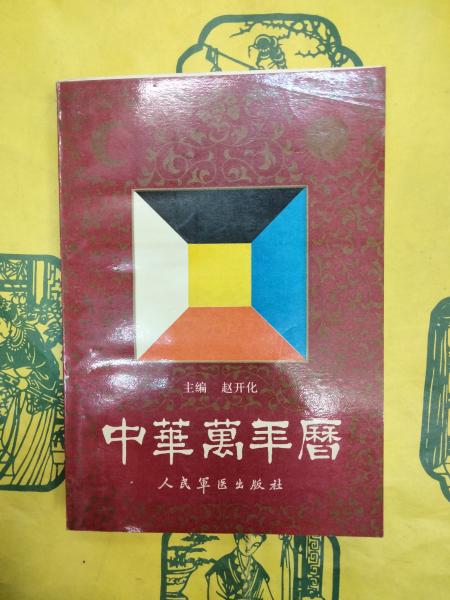 主编 赵开化
中華萬年曆
人民军医出版社